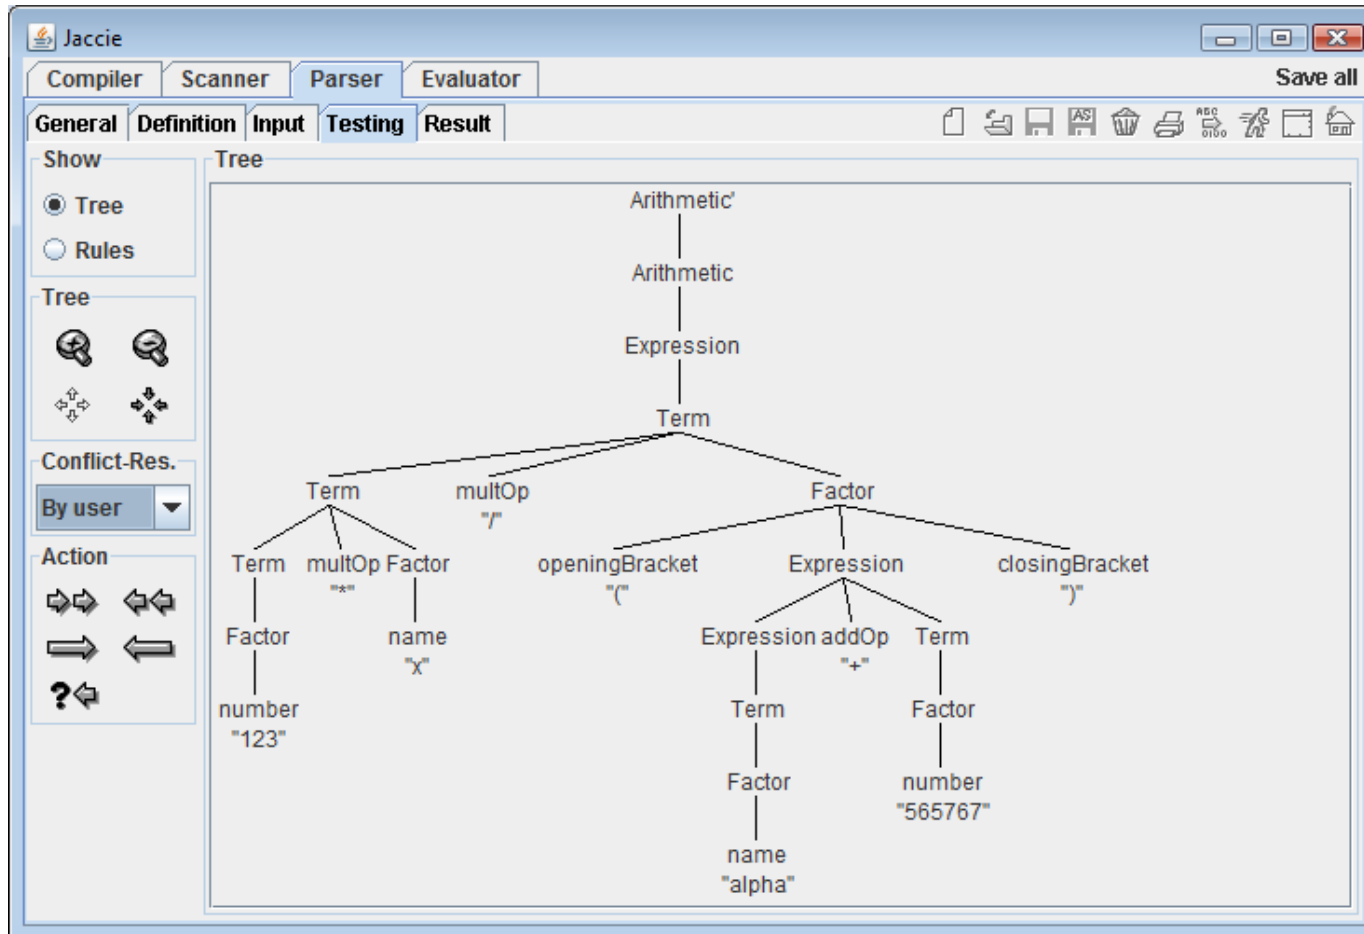 Jaccie
Compiler Scanner Parser Evaluator Save all
General Definition Input Testing Result
Show
Tree
Rules
Tree
Conflict-Res.
By user
Action
Tree
Arithmetic'
Arithmetic
Expression
Term
Term multOp Factor
"/"
Term multOp Factor openingBracket Expression closingBracket
"*" "(" ")"
Factor name Expression addOp Term
"x" "+"
number Term Factor
"123"
Factor number
"565767"
name
"alpha"